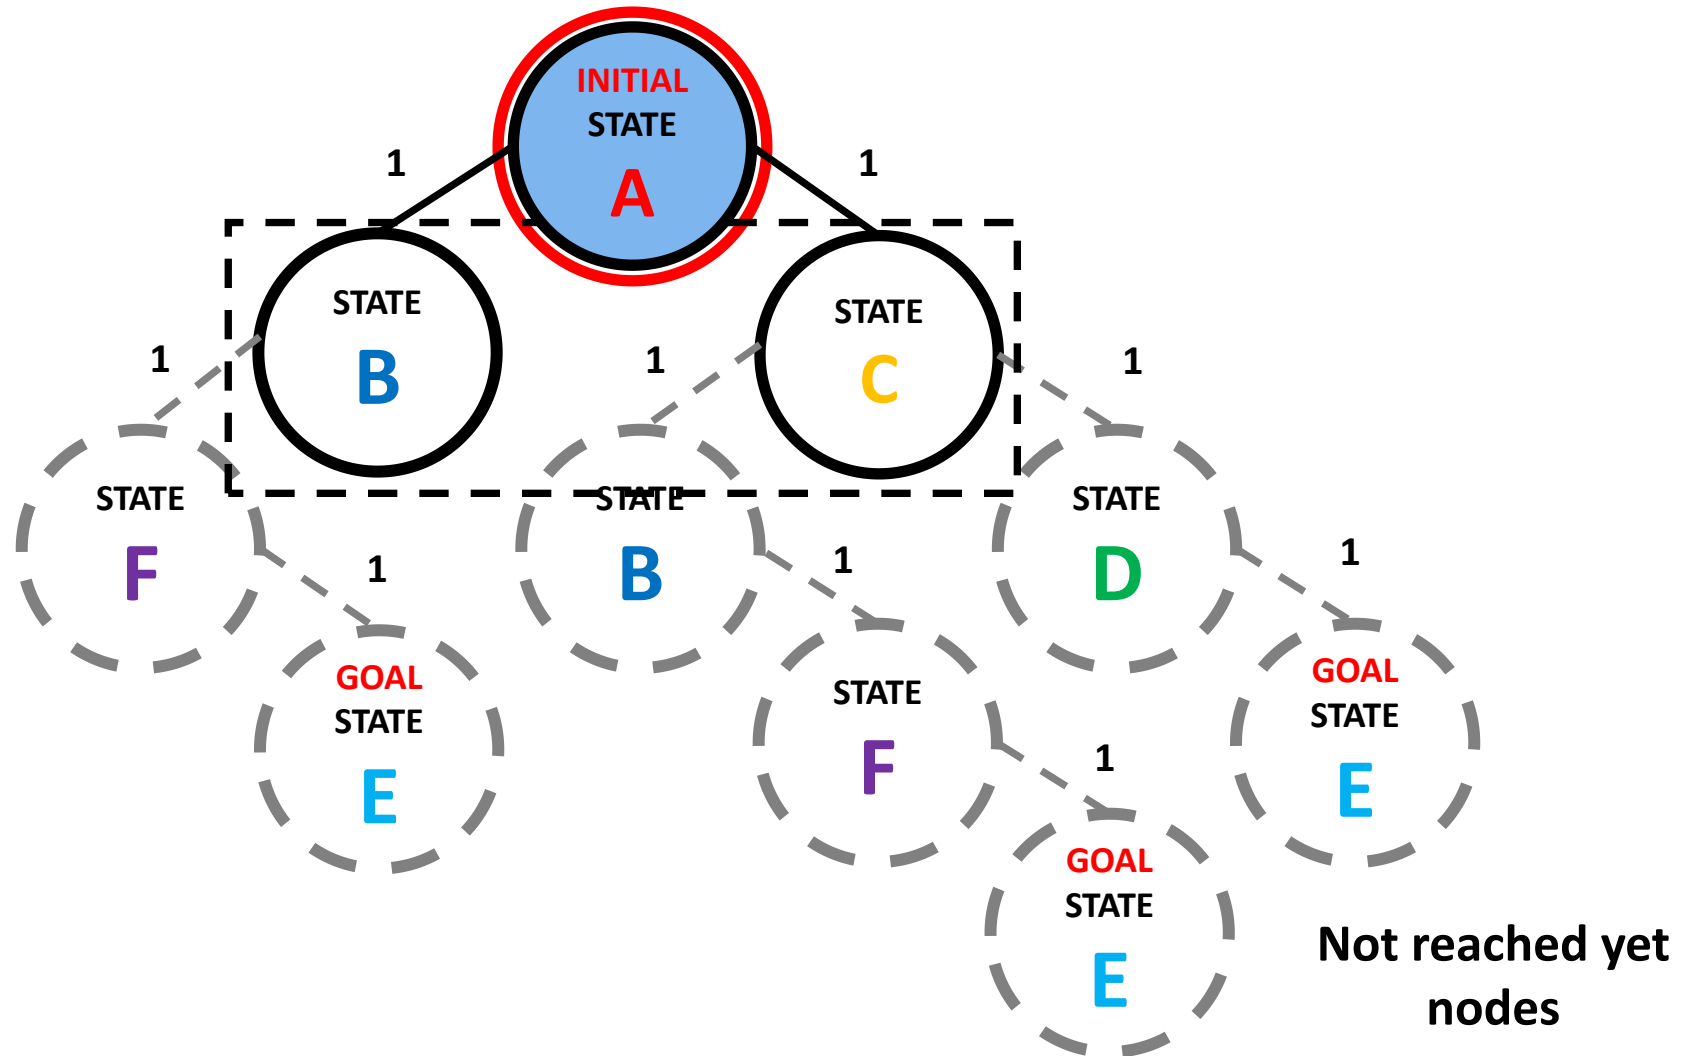 INITIAL
STATE
A
1
1
STATE
B
STATE
C
1
1
1
STATE
F
STATE
B
STATE
D
1
1
1
GOAL
STATE
E
STATE
F
GOAL
STATE
E
1
GOAL
STATE
E
Not reached yet
nodes